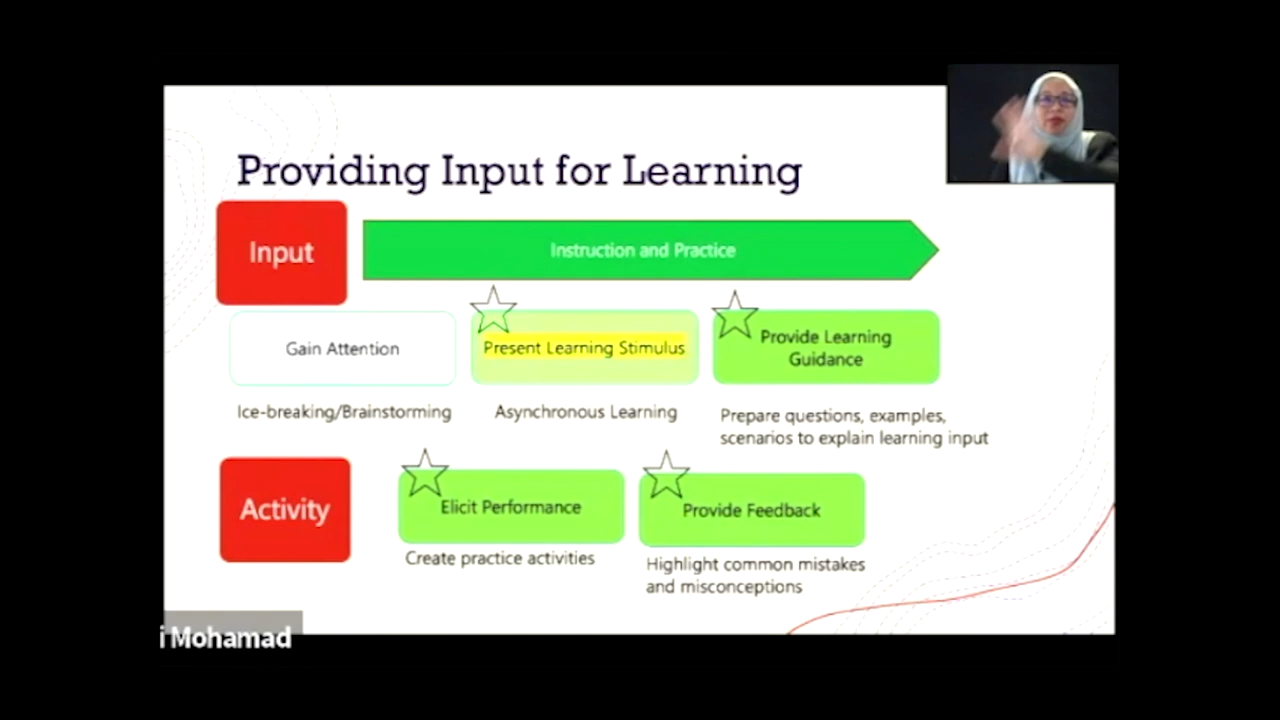 Providing Input for Learning
Input
Instruction and Practice
Gain Attention
Present Learning Stimulus
Provide Learning
Guidance
Ice-breaking/Brainstorming
Asynchronous Learning
Prepare questions, examples,
scenarios to explain learning input
Activity
Elicit Performance
Provide Feedback
Create practice activities
Highlight common mistakes
and misconceptions
i Mohamad